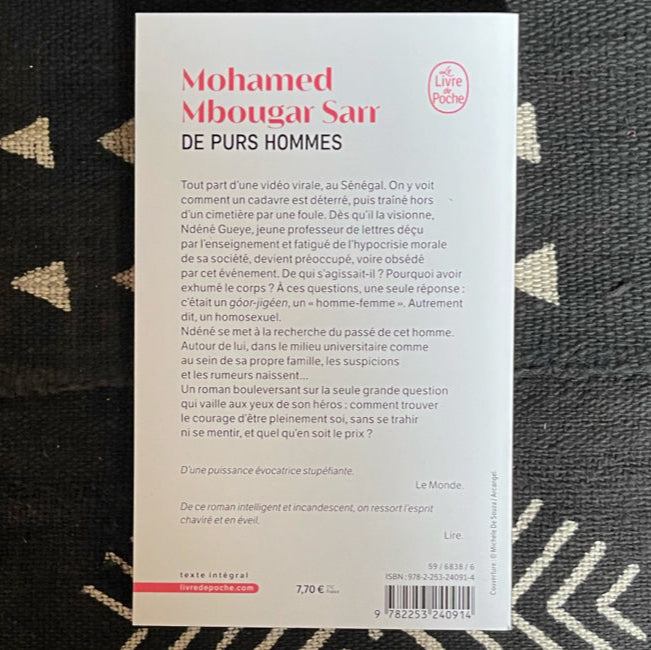 Mohamed
Mbougar Sarr
DE PURS HOMMES
Le
Livre
de
Poche
Tout part d'une vidéo virale, au Sénégal. On y voit
comment un cadavre est déterré, puis traîné hors
d'un cimetière par une foule. Dès qu'il la visionne,
Ndéné Gueye, jeune professeur de lettres déçu
par l'enseignement et fatigué de l'hypocrisie morale
de sa société, devient préoccupé, voire obsédé
par cet événement. De qui s'agissait-il ? Pourquoi avoir
exhumé le corps ? À ces questions, une seule réponse :
c'était un góor-jigéen, un « homme-femme ». Autrement
dit, un homosexuel.
Ndéné se met à la recherche du passé de cet homme.
Autour de lui, dans le milieu universitaire comme
au sein de sa propre famille, les suspicions
et les rumeurs naissent...
Un roman bouleversant sur la seule grande question
qui vaille aux yeux de son héros : comment trouver
le courage d'être pleinement soi, sans se trahir
ni se mentir, et quel qu'en soit le prix ?
D'une puissance évocatrice stupéfiante.
Le Monde.
De ce roman intelligent et incandescent, on ressort l'esprit
chaviré et en éveil.
Lire.
texte intégral
livredepoche.com
7,70 € TTC
France
59 / 6838 / 6
ISBN : 978-2-253-24091-4
9 782253 240914
Couverture : © Michele De Souza / Arcangel.